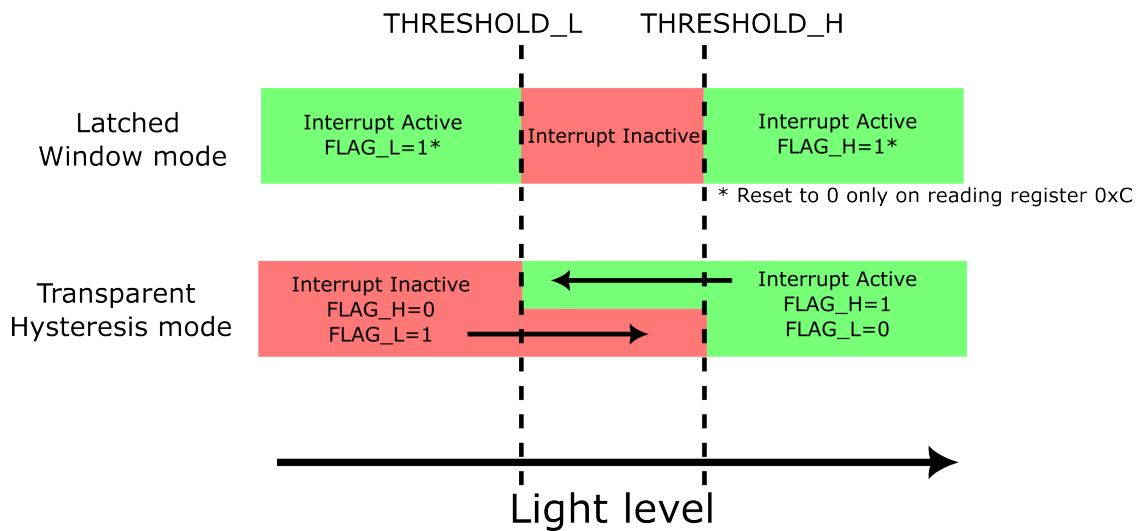 THRESHOLD_L
THRESHOLD_H
Latched
Window mode
Interrupt Active
FLAG_L=1*
Interrupt Inactive
Interrupt Active
FLAG_H=1*
* Reset to 0 only on reading register 0xC
Transparent
Hysteresis mode
Interrupt Inactive
FLAG_H=0
FLAG_L=1
Interrupt Active
FLAG_H=1
FLAG_L=0
Light level